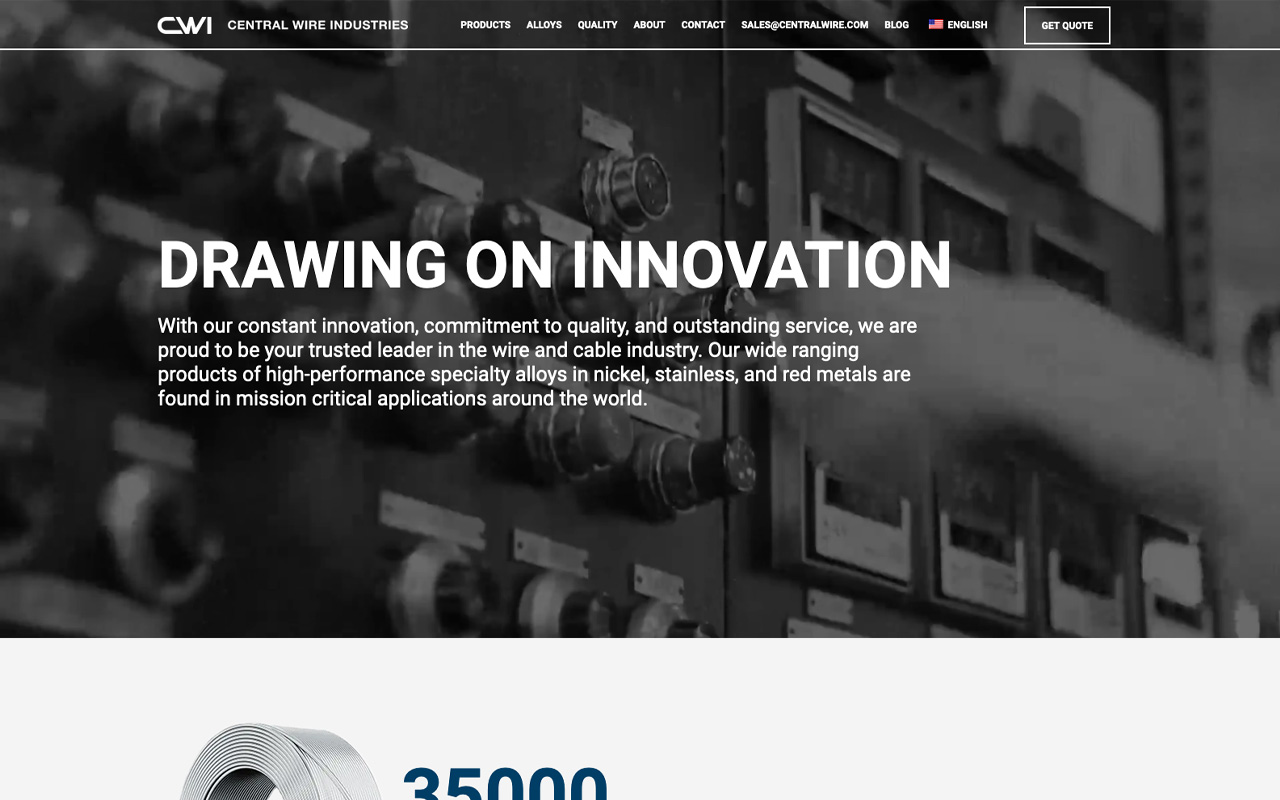 CWI CENTRAL WIRE INDUSTRIES PRODUCTS ALLOYS QUALITY ABOUT CONTACT SALES@CENTRALWIRE.COM BLOG ENGLISH GET QUOTE
DRAWING ON INNOVATION
With our constant innovation, commitment to quality, and outstanding service, we are
proud to be your trusted leader in the wire and cable industry. Our wide ranging
products of high-performance specialty alloys in nickel, stainless, and red metals are
found in mission critical applications around the world.
35000